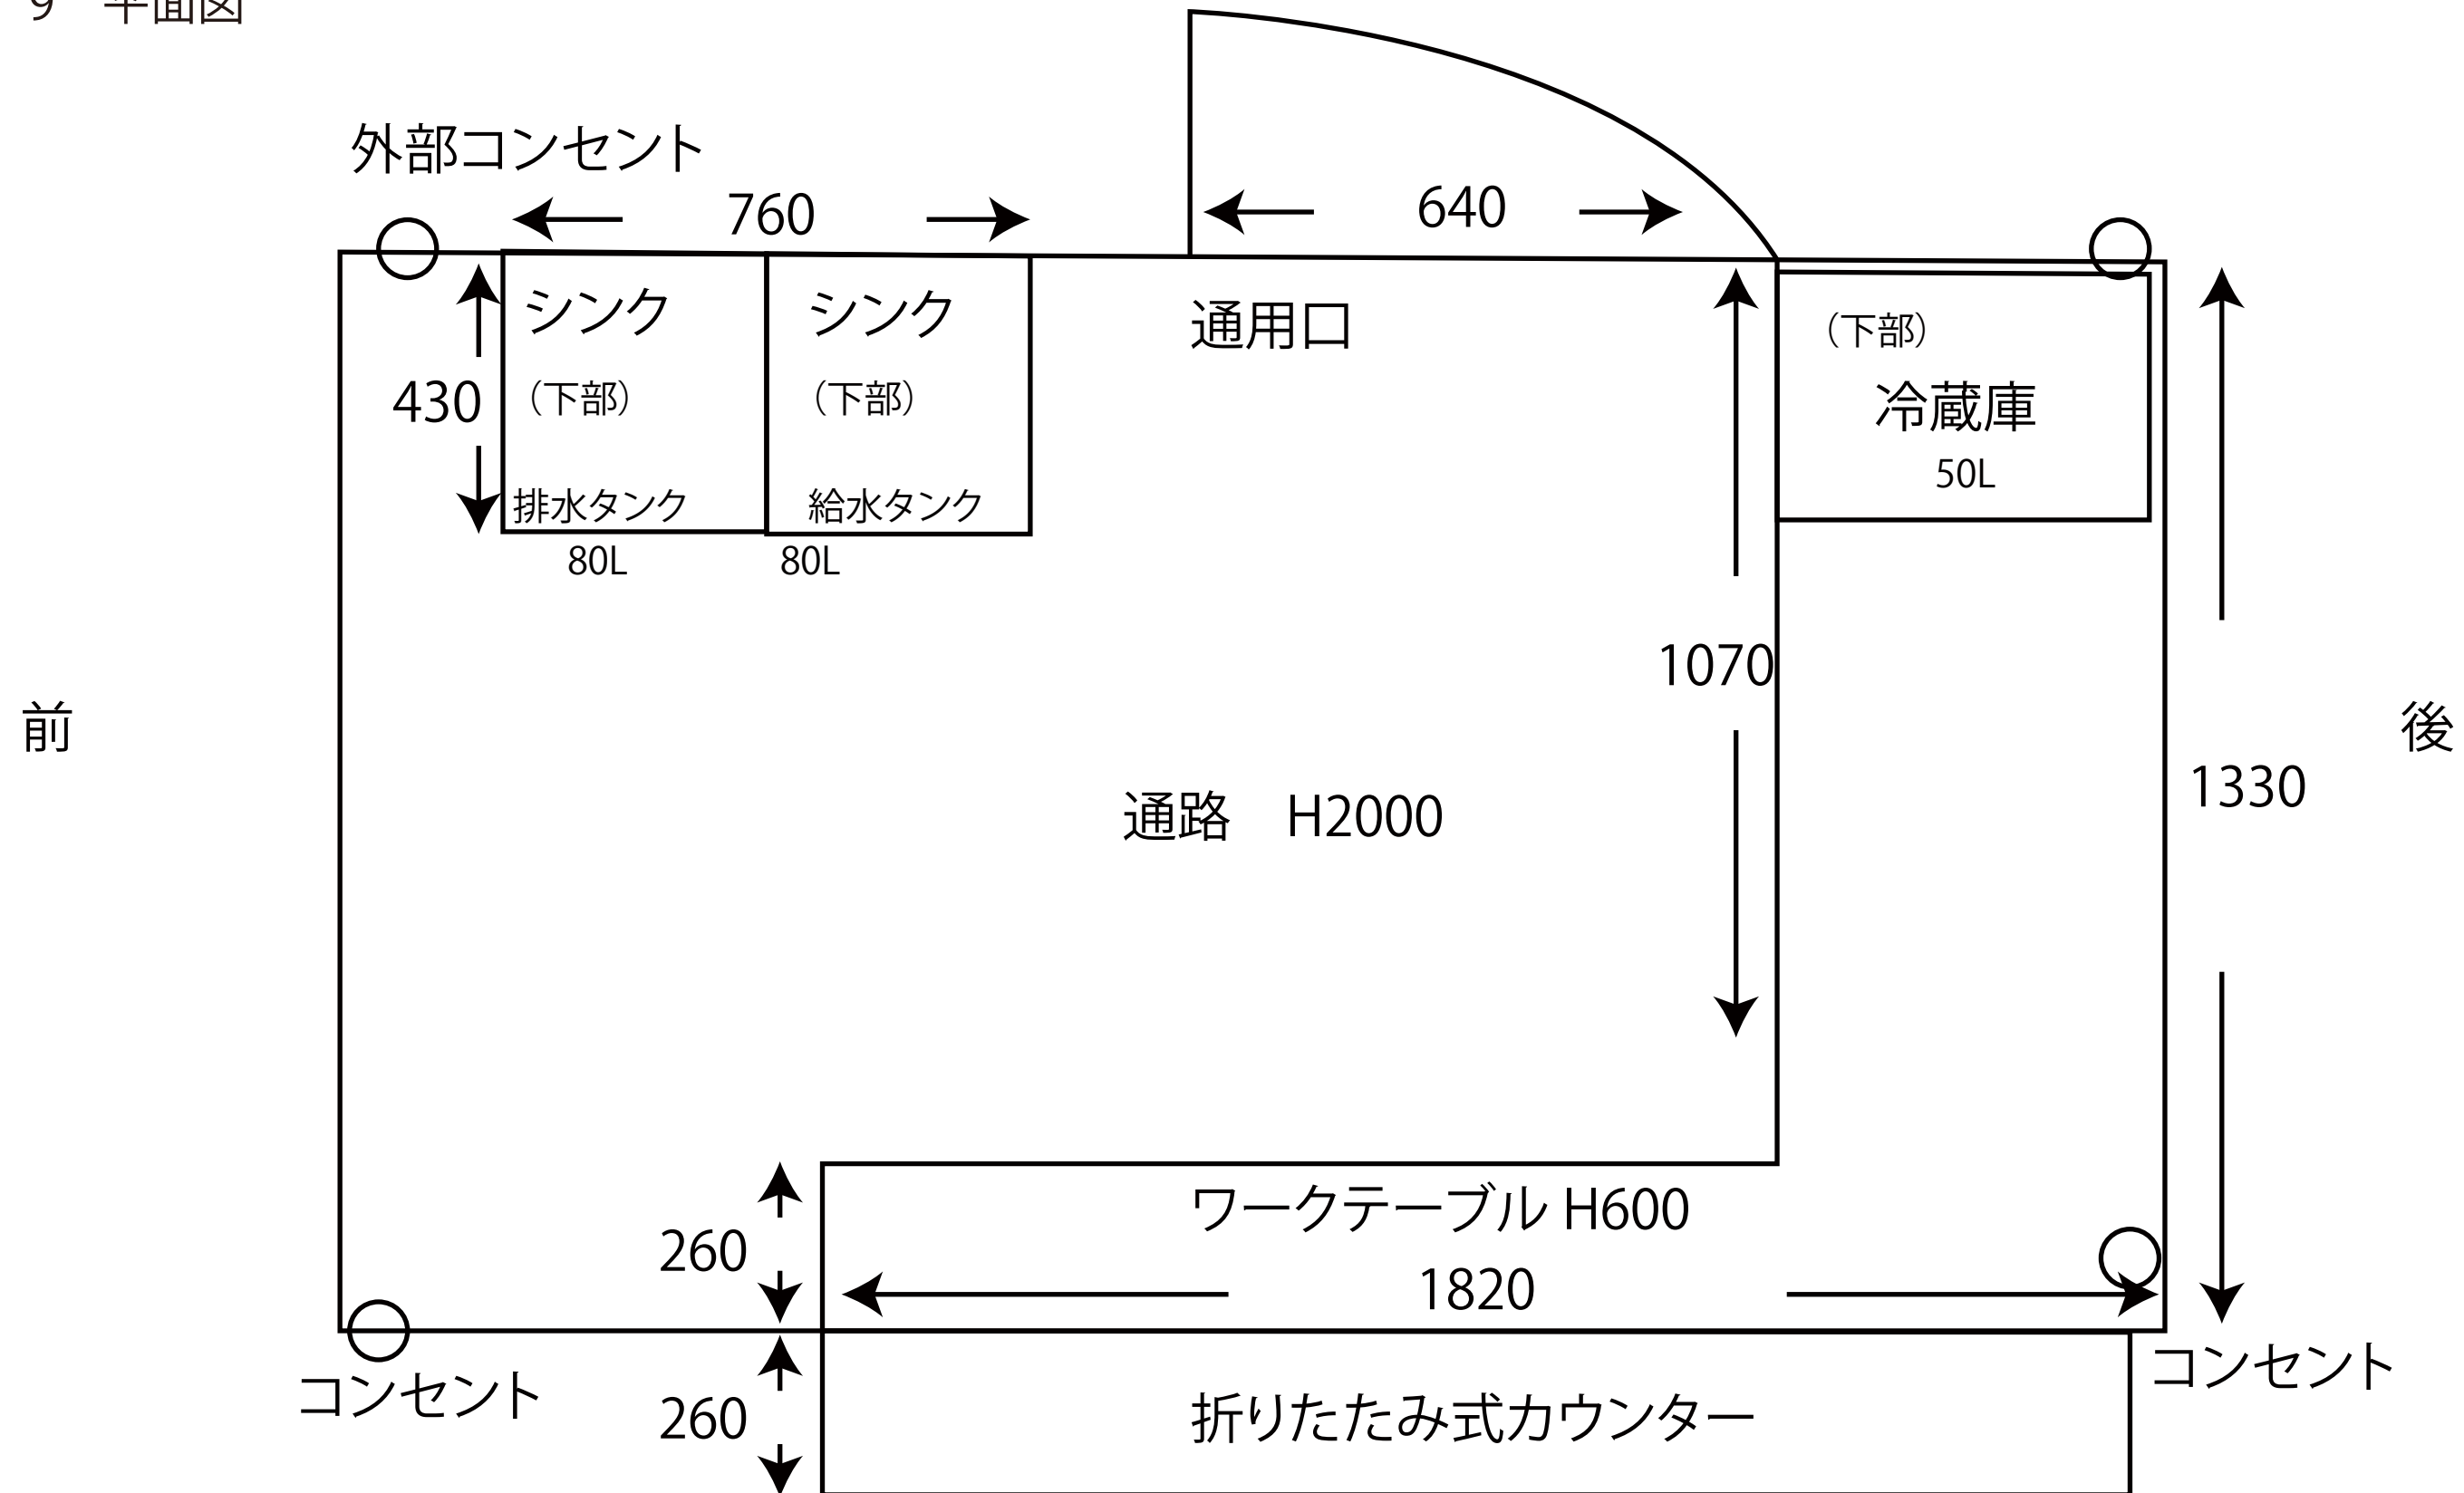 9　平面図
外部コンセント
760
640
シンク
シンク
通用口
(下部)
430
(下部)
(下部)
冷蔵庫
50L
排水タンク
給水タンク
80L
80L
1070
前
後
1330
通路　H2000
ワークテーブル H600
260
1820
コンセント
コンセント
260
折りたたみ式カウンター